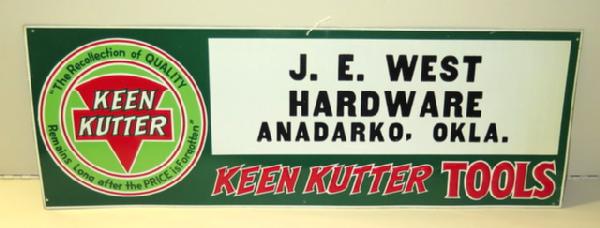 "The Recollection of QUALITY
Remains Long after the PRICE is Forgotten"
KEEN
KUTTER
J. E. WEST
HARDWARE
ANADARKO, OKLA.
KEEN KUTTER TOOLS